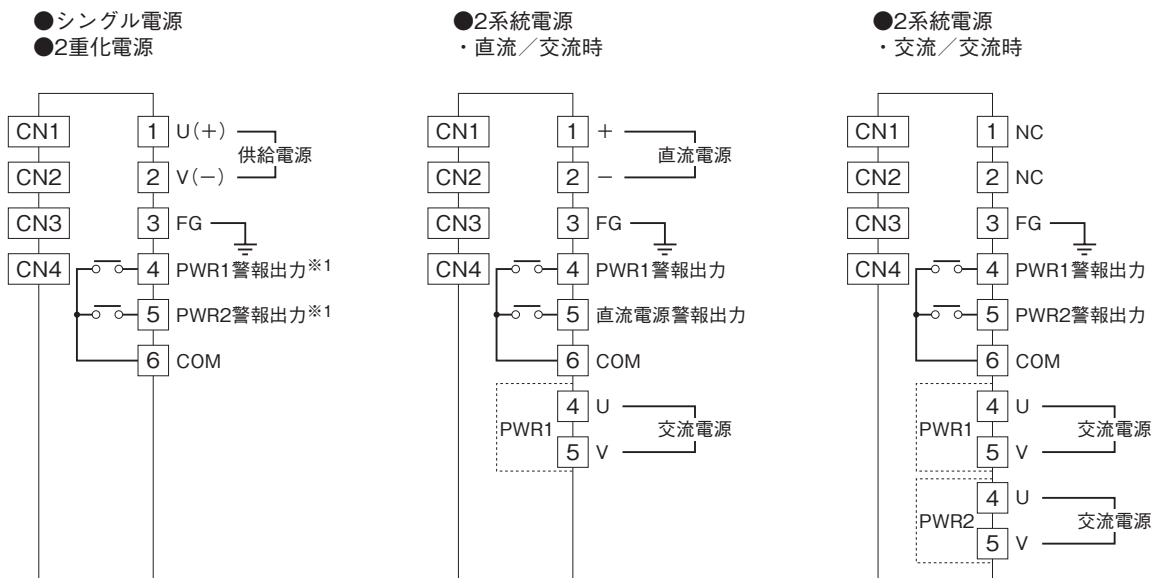 ●シングル電源
●2重化電源
CN1
CN2
CN3
CN4
1 U(+)
供給電源
2 V(−)
3 FG
4 PWR1警報出力※1
5 PWR2警報出力※1
6 COM
●2系統電源
・直流／交流時
CN1
CN2
CN3
CN4
1 +
直流電源
2 −
3 FG
4 PWR1警報出力
5 直流電源警報出力
6 COM
PWR1
4 U
交流電源
5 V
●2系統電源
・交流／交流時
CN1
CN2
CN3
CN4
1 NC
2 NC
3 FG
4 PWR1警報出力
5 PWR2警報出力
6 COM
PWR1
4 U
交流電源
5 V
PWR2
4 U
交流電源
5 V